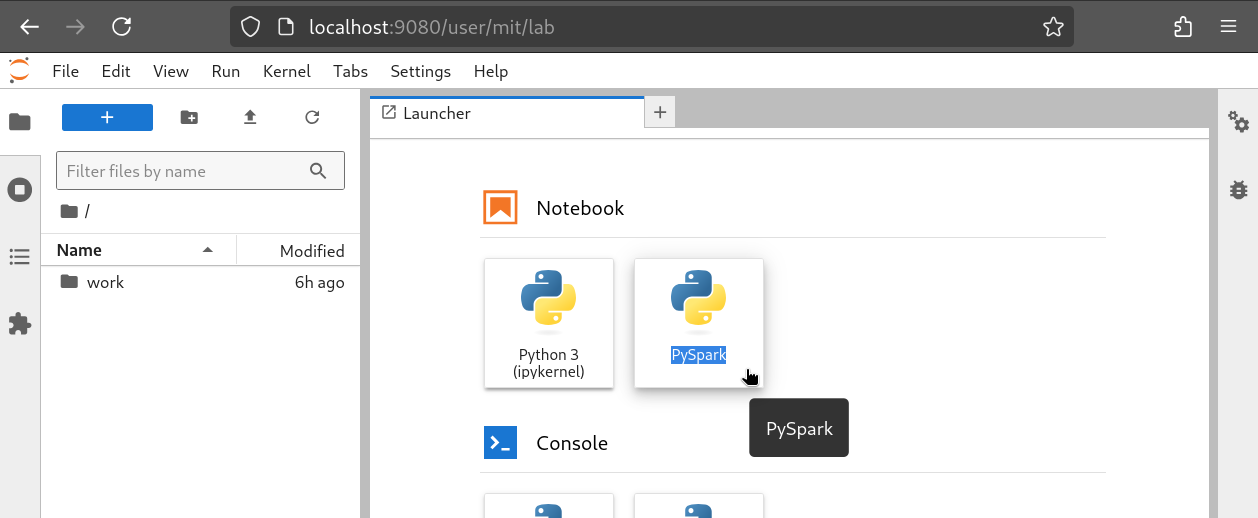 localhost:9080/user/mit/lab
File Edit View Run Kernel Tabs Settings Help
+
Launcher
+
Filter files by name
/
Name Modified
work 6h ago
Notebook
Python 3
(ipykernel)
PySpark
PySpark
Console